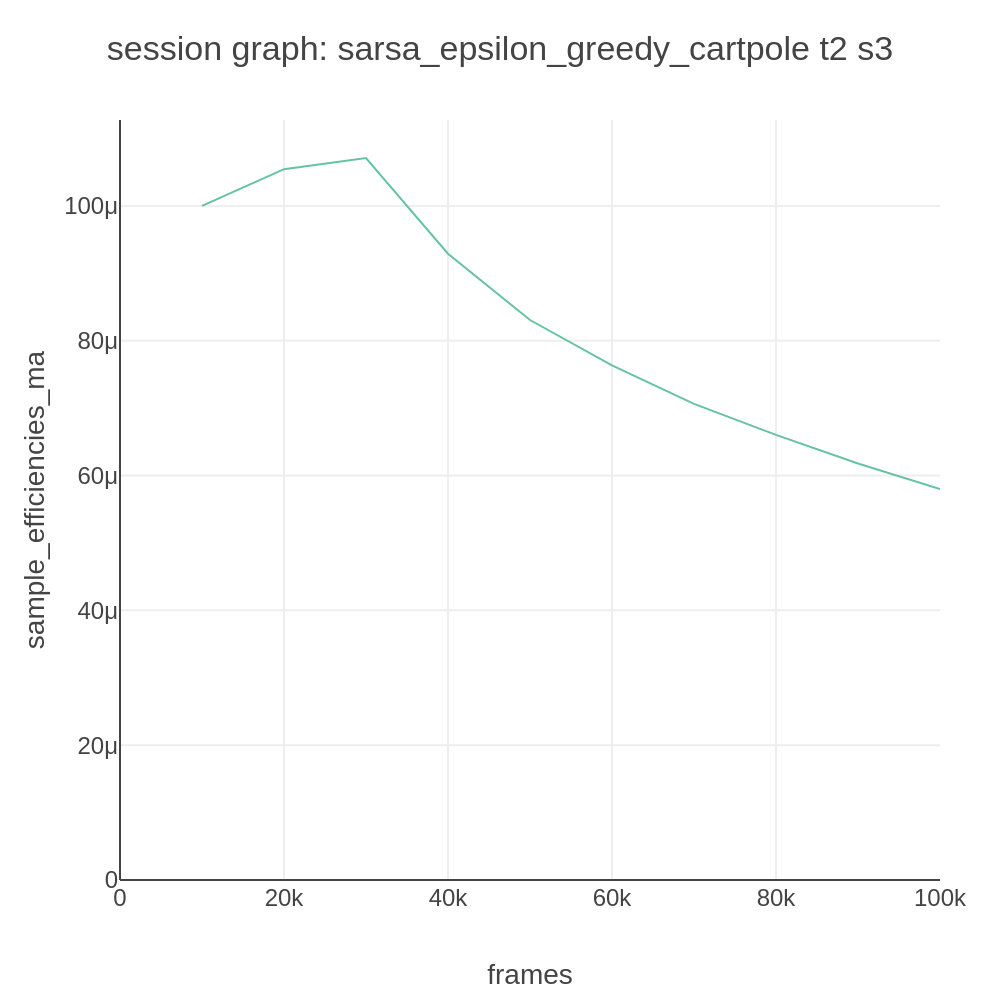 session graph: sarsa_epsilon_greedy_cartpole t2 s3
100μ
80μ
60μ
40μ
20μ
0
sample_efficiencies_ma
0 20k 40k 60k 80k 100k
frames